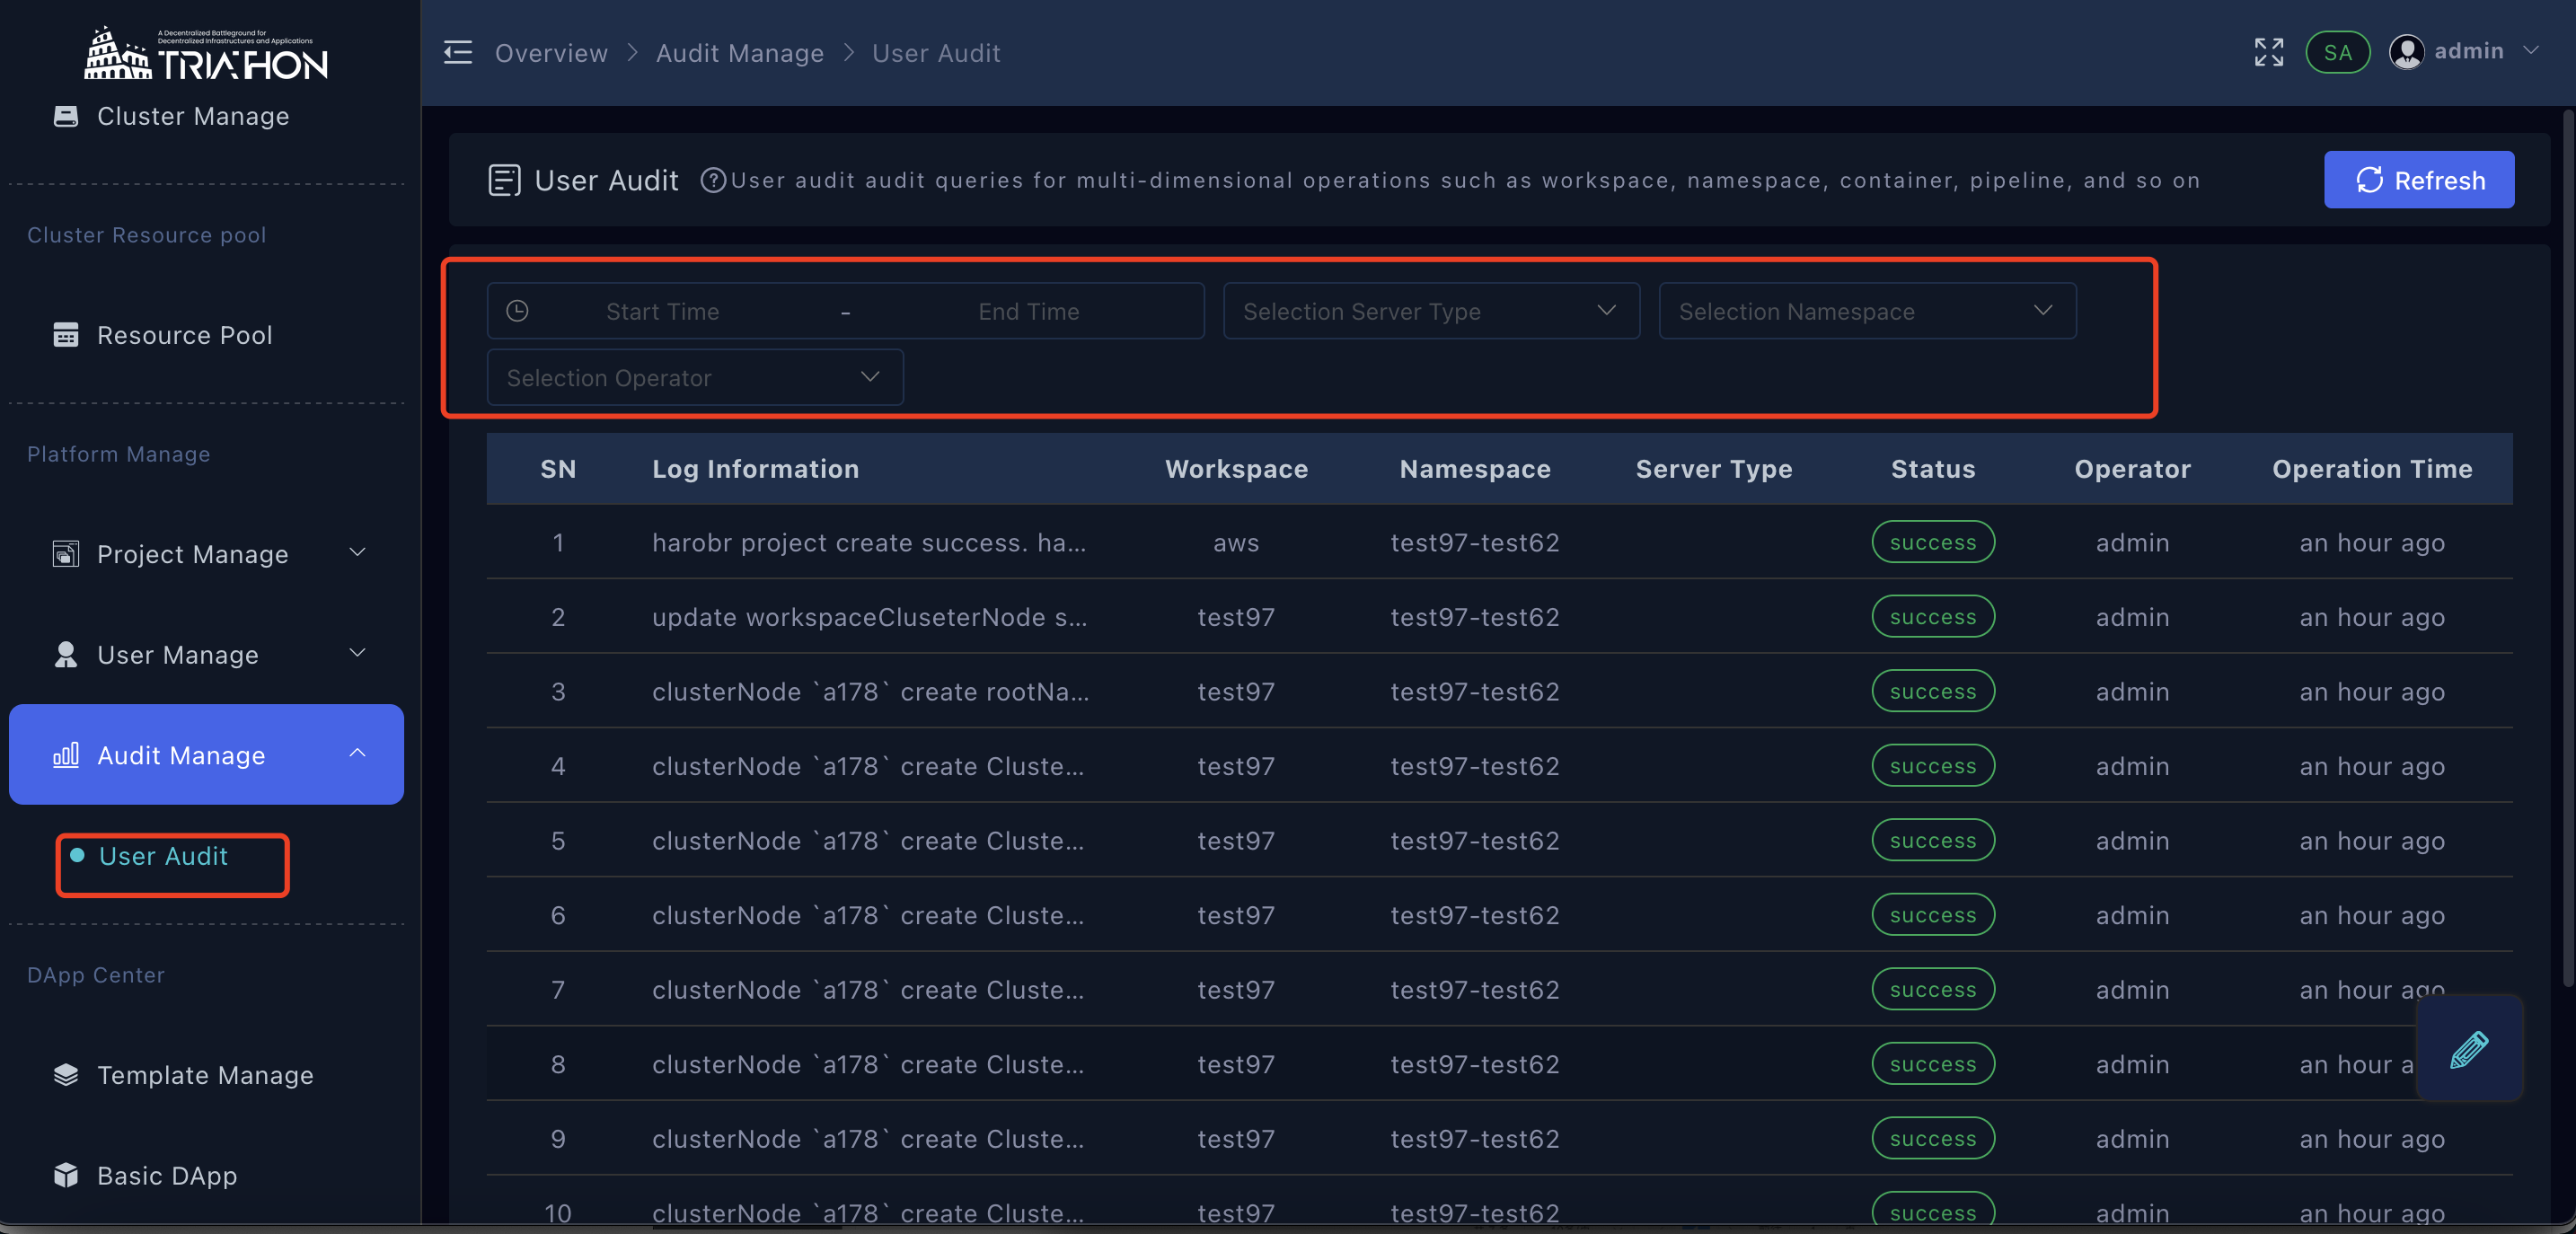 A Decentralized Battleground for
Decentralized Infrastructures and Applications
TRIATHON
Cluster Manage
Cluster Resource pool
Resource Pool
Platform Manage
Project Manage
User Manage
Audit Manage
User Audit
DApp Center
Template Manage
Basic DApp
Overview > Audit Manage > User Audit
SA admin
User Audit ? User audit audit queries for multi-dimensional operations such as workspace, namespace, container, pipeline, and so on
Refresh
Start Time - End Time Selection Server Type Selection Namespace
Selection Operator
SN Log Information Workspace Namespace Server Type Status Operator Operation Time
1 harobr project create success. ha... aws test97-test62 success admin an hour ago
2 update workspaceCluseterNode s... test97 test97-test62 success admin an hour ago
3 clusterNode `a178` create rootNa... test97 test97-test62 success admin an hour ago
4 clusterNode `a178` create Cluste... test97 test97-test62 success admin an hour ago
5 clusterNode `a178` create Cluste... test97 test97-test62 success admin an hour ago
6 clusterNode `a178` create Cluste... test97 test97-test62 success admin an hour ago
7 clusterNode `a178` create Cluste... test97 test97-test62 success admin an hour ago
8 clusterNode `a178` create Cluste... test97 test97-test62 success admin an hour a
9 clusterNode `a178` create Cluste... test97 test97-test62 success admin an hour ago
10 clusterNode `a178` create Cluste... test97 test97-test62 success admin an hour ago